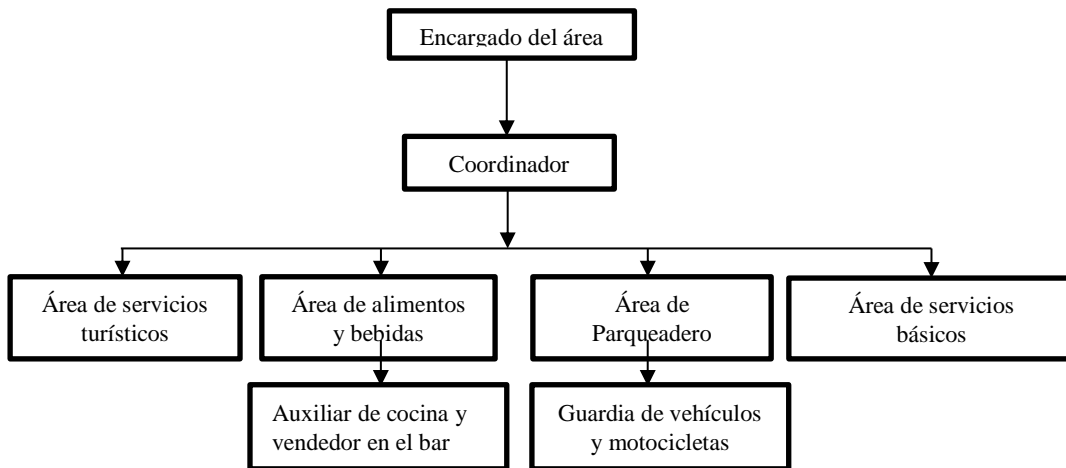 Encargado del área
Coordinador
Área de servicios
turísticos
Área de alimentos
y bebidas
Área de
Parqueadero
Área de servicios
básicos
Auxiliar de cocina y
vendedor en el bar
Guardia de vehículos
y motocicletas